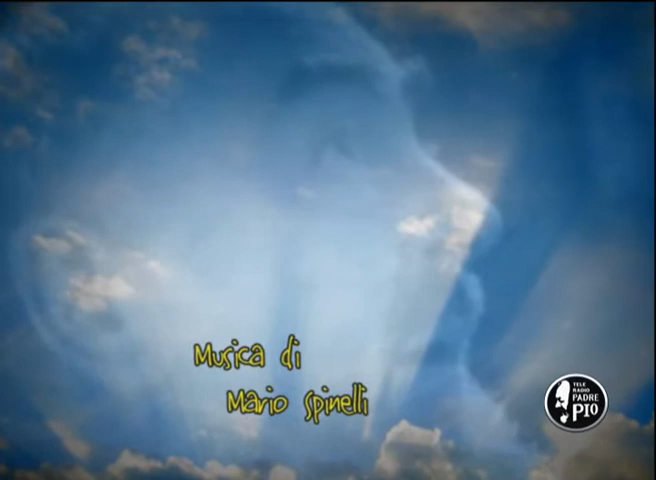 Musica di
Mario Spinelli
TELE
RADIO
PADRE
PIO